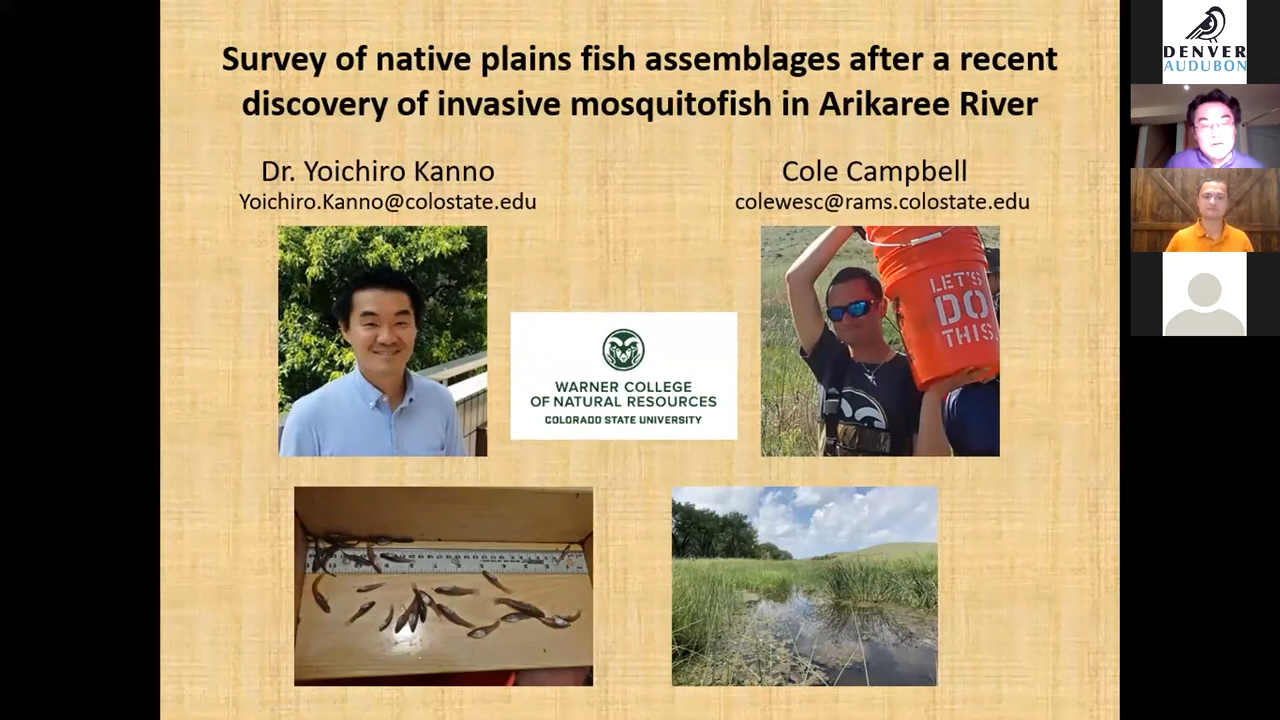 Survey of native plains fish assemblages after a recent
discovery of invasive mosquitofish in Arikaree River
Dr. Yoichiro Kanno
Yoichiro.Kanno@colostate.edu
Cole Campbell
colewesc@rams.colostate.edu
LET'S
DO
THIS.
WARNER COLLEGE
OF NATURAL RESOURCES
COLORADO STATE UNIVERSITY
DENVER
AUDUBON